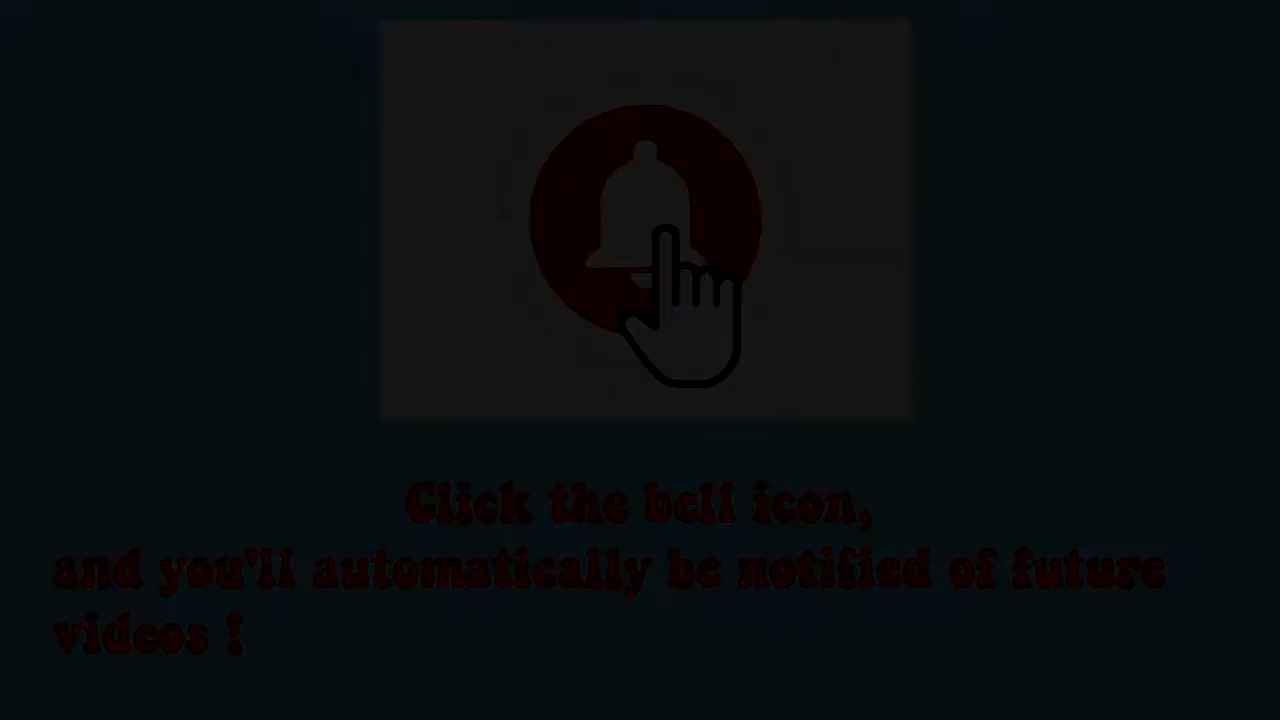 Click the bell icon,
and you'll automatically be notified of future
videos !